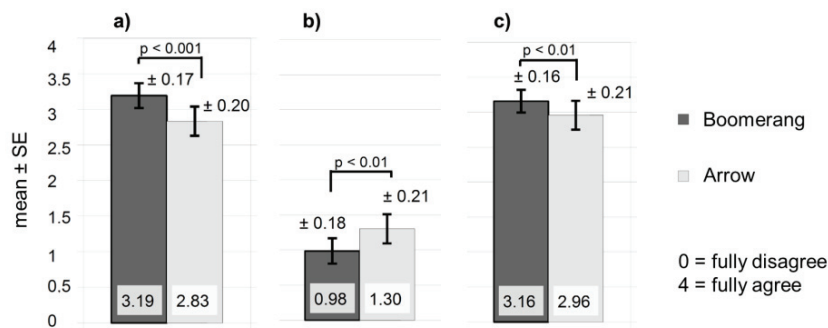 a)
b)
c)
mean ± SE
4
3.5
3
2.5
2
1.5
1
0.5
0
p < 0.001
± 0.17
± 0.20
3.19
2.83
p < 0.01
± 0.18
± 0.21
0.98
1.30
p < 0.01
± 0.16
± 0.21
3.16
2.96
Boomerang
Arrow
0 = fully disagree
4 = fully agree